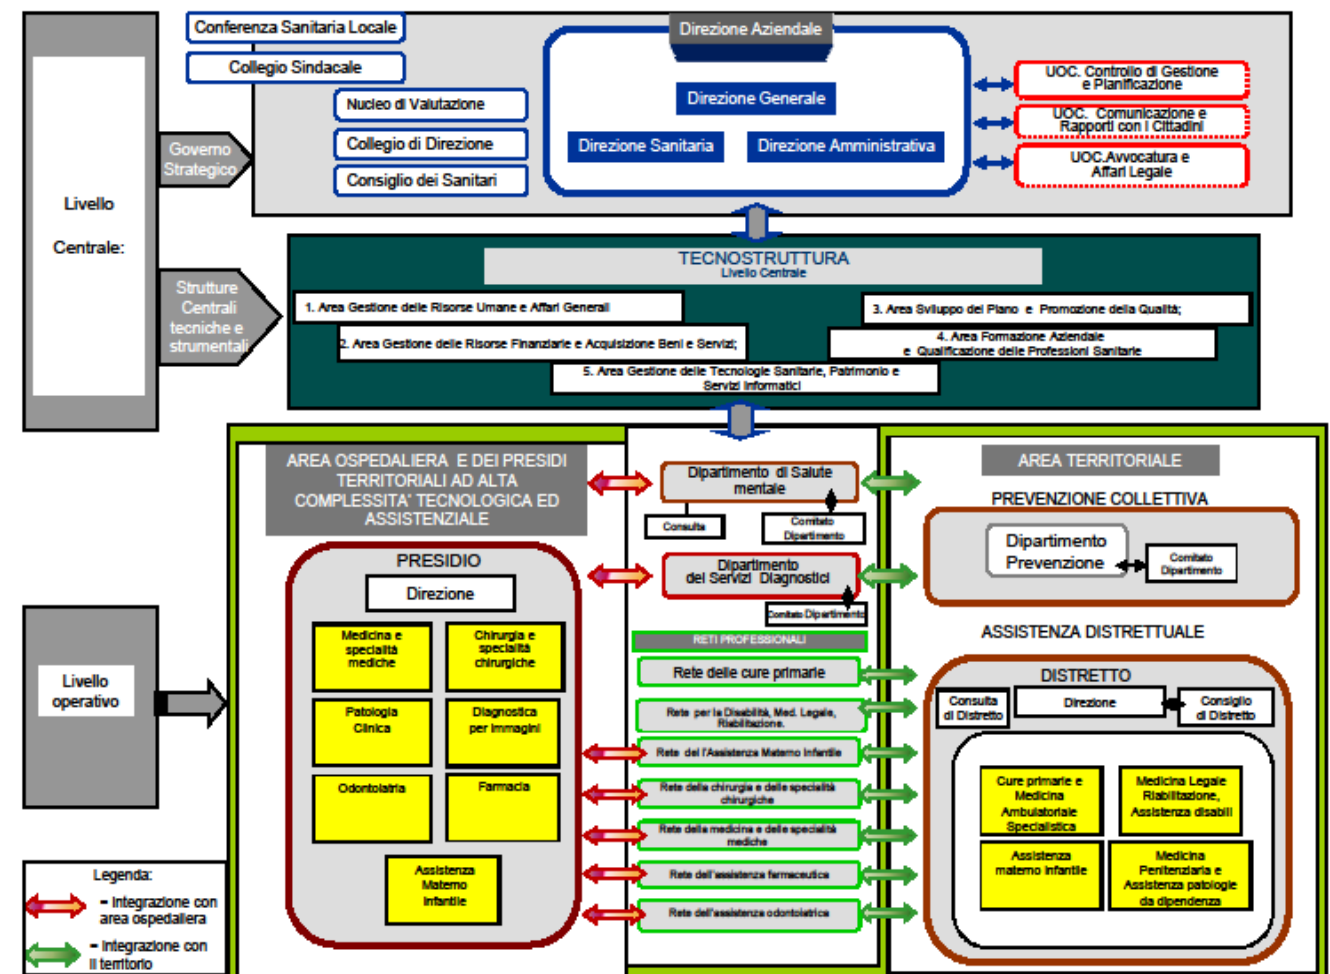 Conferenza Sanitaria Locale
Collegio Sindacale
Nucleo di Valutazione
Collegio di Direzione
Consiglio dei Sanitari
Direzione Aziendale
Direzione Generale
Direzione Sanitaria
Direzione Amministrativa
UOC. Controllo di Gestione
e Pianificazione
UOC. Comunicazione e
Rapporti con i Cittadini
UOC.Avvocatura e
Affari Legale
Livello
Centrale:
Governo
Strategico
Strutture
Centrali
tecniche e
strumentali
TECNOSTRUTTURA
Livello Centrale
1. Area Gestione delle Risorse Umane e Affari Generali
3. Area Sviluppo del Piano e Promozione della Qualità;
2. Area Gestione delle Risorse Finanziarie e Acquisizione Beni e Servizi;
4. Area Formazione Aziendale
e Qualificazione delle Professioni Sanitarie
5. Area Gestione delle Tecnologie Sanitarie, Patrimonio e
Servizi Informatici
Livello
operativo
AREA OSPEDALIERA E DEI PRESIDI
TERRITORIALI AD ALTA
COMPLESSITA' TECNOLOGICA ED
ASSISTENZIALE
PRESIDIO
Direzione
Medicina e
specialità
mediche
Chirurgia e
specialità
chirurgiche
Patologia
Clinica
Diagnostica
per Immagini
Odontoiatria
Farmacia
Assistenza
Materno
Infantile
Dipartimento di Salute
mentale
Consulta
Comitato
Dipartimento
Dipartimento
dei Servizi Diagnostici
Comitato Dipartimento
RETI PROFESSIONALI
Rete delle cure primarie
Rete per la Disabilità, Med. Legale,
Riabilitazione.
Rete del l'Assistenza Materno Infantile
Rete della chirurgia e delle specialità
chirurgiche
Rete della medicina e delle specialità
mediche
Rete dell'assistenza farmaceutica
Rete dell'assistenza odontoiatrica
AREA TERRITORIALE
PREVENZIONE COLLETTIVA
Dipartimento
Prevenzione
Comitato
Dipartimento
ASSISTENZA DISTRETTUALE
DISTRETTO
Consulta
di Distretto
Direzione
Consiglio
di Distretto
Cure primarie e
Medicina
Ambulatoriale
Specialistica
Medicina Legale
Riabilitazione,
Assistenza disabili
Assistenza
materno Infantile
Medicina
Penitenziaria e
Assistenza patologie
da dipendenza
Legenda:
= Integrazione con
area ospedaliera
= Integrazione con
il territorio